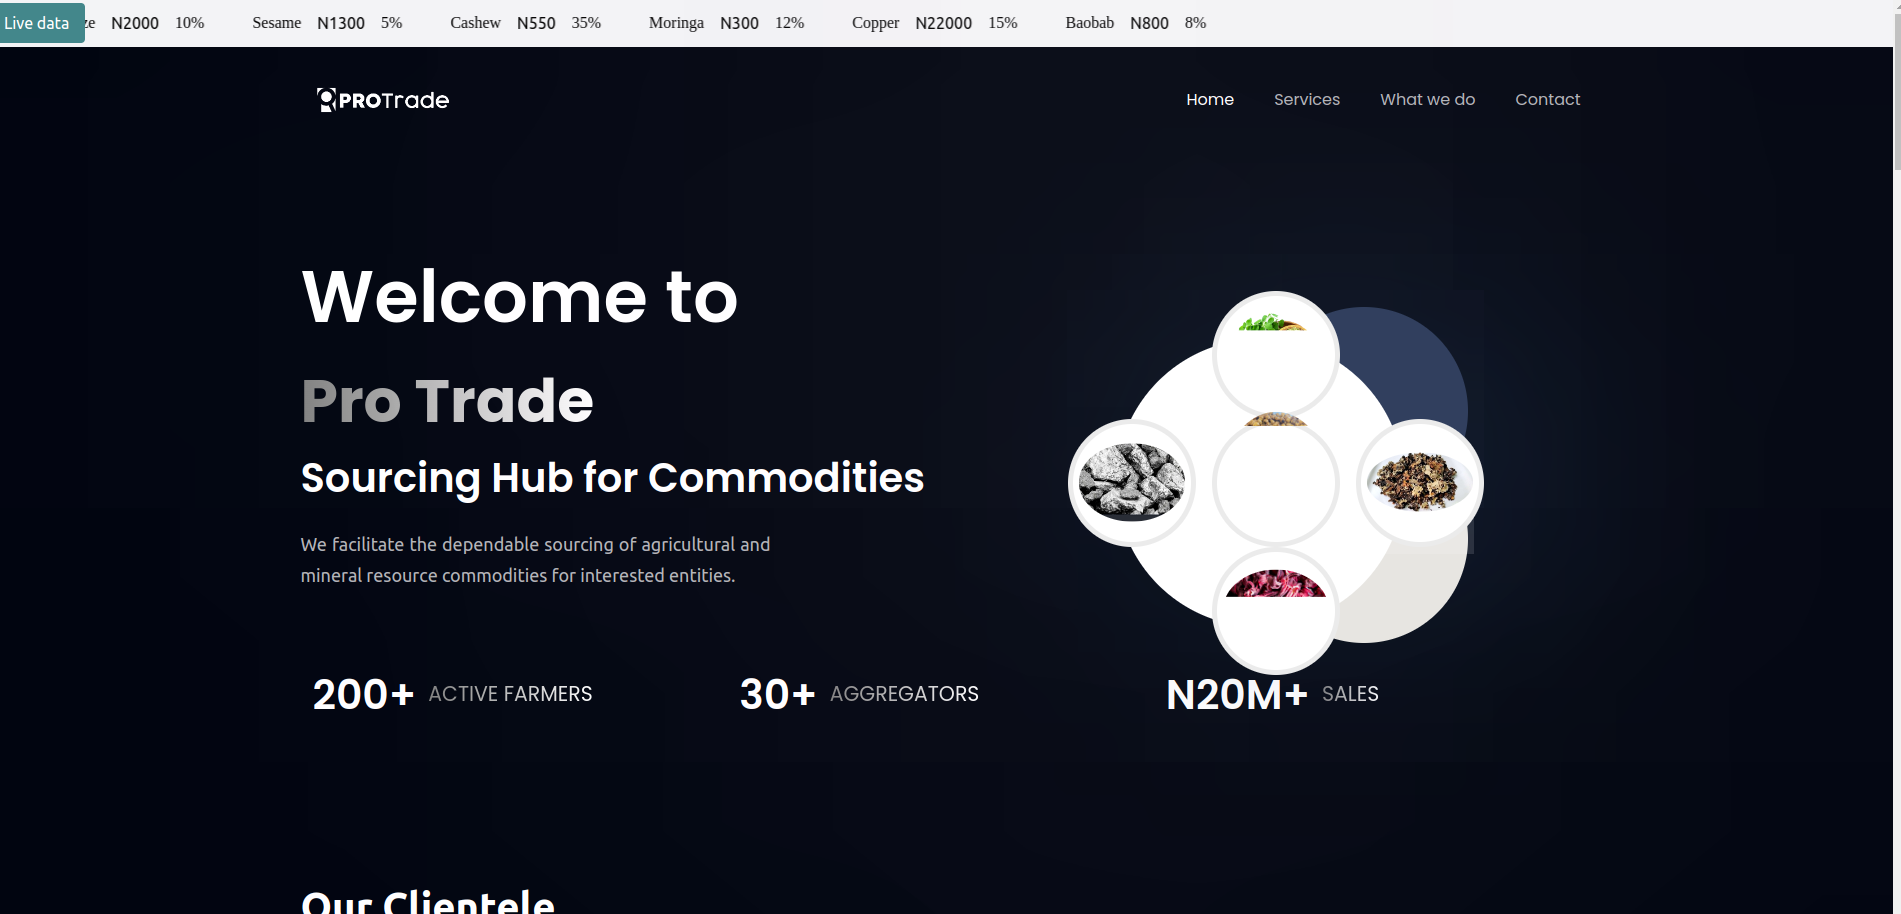 Live data N2000 10% Sesame N1300 5% Cashew N550 35% Moringa N300 12% Copper N22000 15% Baobab N800 8%
PROTrade Home Services What we do Contact
Welcome to
Pro Trade
Sourcing Hub for Commodities
We facilitate the dependable sourcing of agricultural and
mineral resource commodities for interested entities.
200+ ACTIVE FARMERS 30+ AGGREGATORS N20M+ SALES
Our Clientele